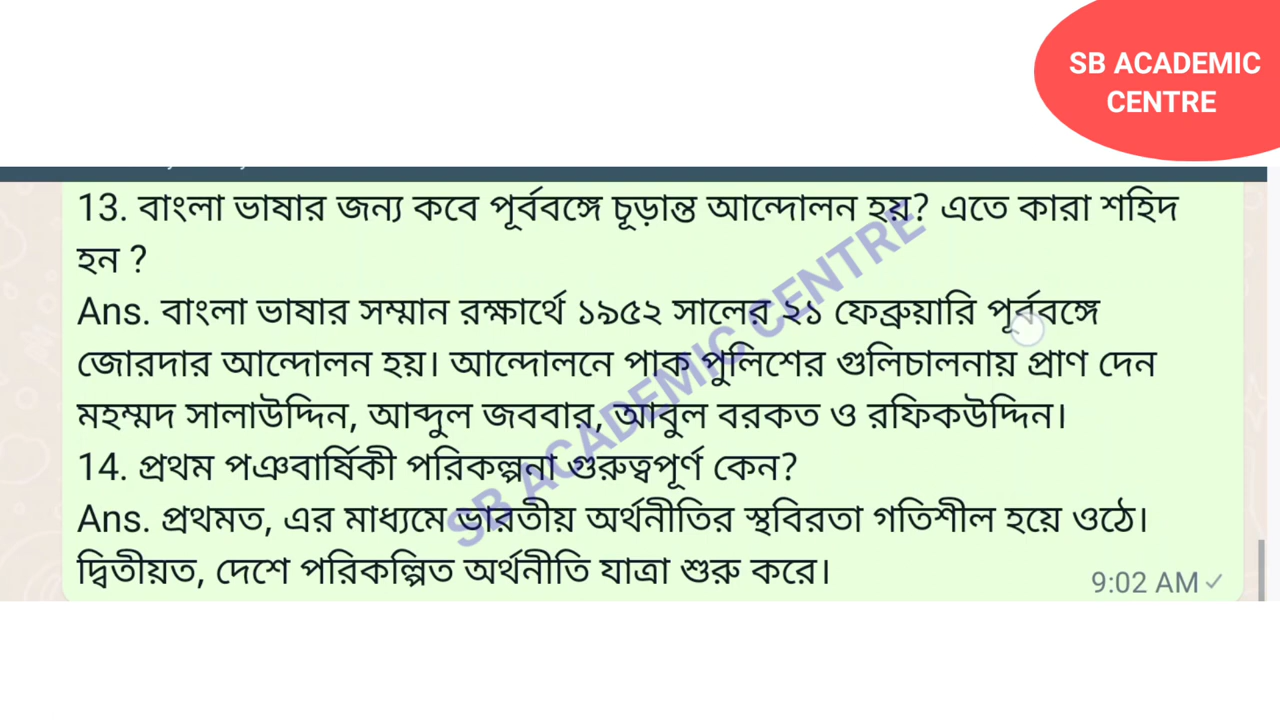 SB ACADEMIC
CENTRE
13. বাংলা ভাষার জন্য কবে পূর্ববঙ্গে চূড়ান্ত আন্দোলন হয়? এতে কারা শহিদ
হন ?
Ans. বাংলা ভাষার সম্মান রক্ষার্থে ১৯৫২ সালের ২১ ফেব্রুয়ারি পূর্ববঙ্গে
জোরদার আন্দোলন হয়। আন্দোলনে পাক পুলিশের গুলিচালনায় প্রাণ দেন
মহম্মদ সালাউদ্দিন, আব্দুল জববার, আবুল বরকত ও রফিকউদ্দিন।
14. প্রথম পঞবার্ষিকী পরিকল্পনা গুরুত্বপূর্ণ কেন?
Ans. প্রথমত, এর মাধ্যমে ভারতীয় অর্থনীতির স্থবিরতা গতিশীল হয়ে ওঠে।
দ্বিতীয়ত, দেশে পরিকল্পিত অর্থনীতি যাত্রা শুরু করে।
9:02 AM
SB ACADEMIC CENTRE